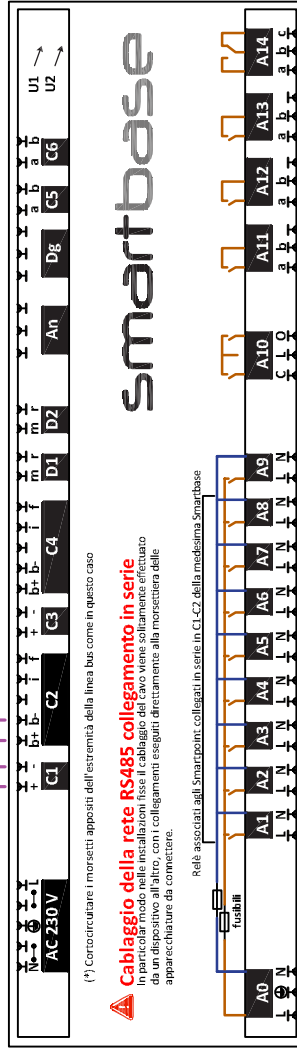 N L + - b+ b- i f + - b+ b- i f m r m r a b a b U1
AC 230 V C1 C2 C3 C4 D1 D2 An Dg C5 C6 U2
(*) Cortocircuitare i morsetti appositi dell'estremità della linea bus come in questo caso
Cablaggio della rete RS485 collegamento in serie
In particolar modo nelle installazioni fisse il cablaggio del cavo viene solitamente effettuato
da un dispositivo all'altro, con i collegamenti eseguiti direttamente alla morsettiera delle
apparecchiature da connettere.
smartbase
Relè associati agli Smartpoint collegati in serie in C1-C2 della medesima Smartbase
fusibili
A0 A1 A2 A3 A4 A5 A6 A7 A8 A9 A10 A11 A12 A13 A14
L N L N L N L N L N L N L N L N L N L N C L O a b a b a b a b c